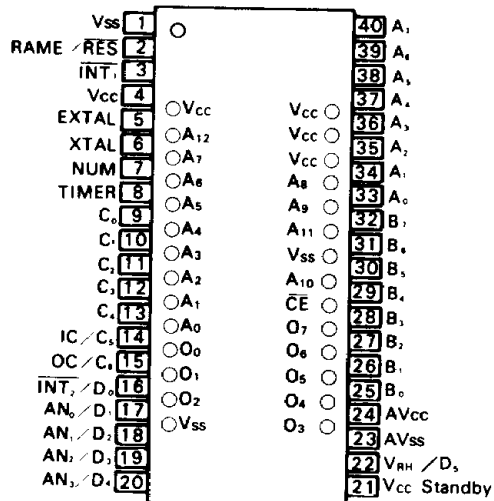 Vss 1
RAME / R̅E̅S̅ 2
I̅N̅T̅₁ 3
Vcc 4
EXTAL 5
XTAL 6
NUM 7
TIMER 8
C₀ 9
C₁ 10
C₂ 11
C₃ 12
C₄ 13
IC / C₅ 14
OC / C₆ 15
I̅N̅T̅₂ / D₀ 16
AN₀ / D₁ 17
AN₁ / D₂ 18
AN₂ / D₃ 19
AN₃ / D₄ 20
VCC
A₁₂
A₇
A₆
A₅
A₄
A₃
A₂
A₁
A₀
O₀
O₁
O₂
VSS
VCC
VCC
VCC
A₈
A₉
A₁₁
VSS
A₁₀
C̅E̅
O₇
O₆
O₅
O₄
O₃
40 A₇
39 A₆
38 A₅
37 A₄
36 A₃
35 A₂
34 A₁
33 A₀
32 B₇
31 B₆
30 B₅
29 B₄
28 B₃
27 B₂
26 B₁
25 B₀
24 AVcc
23 AVss
22 VRH / D₅
21 Vcc Standby